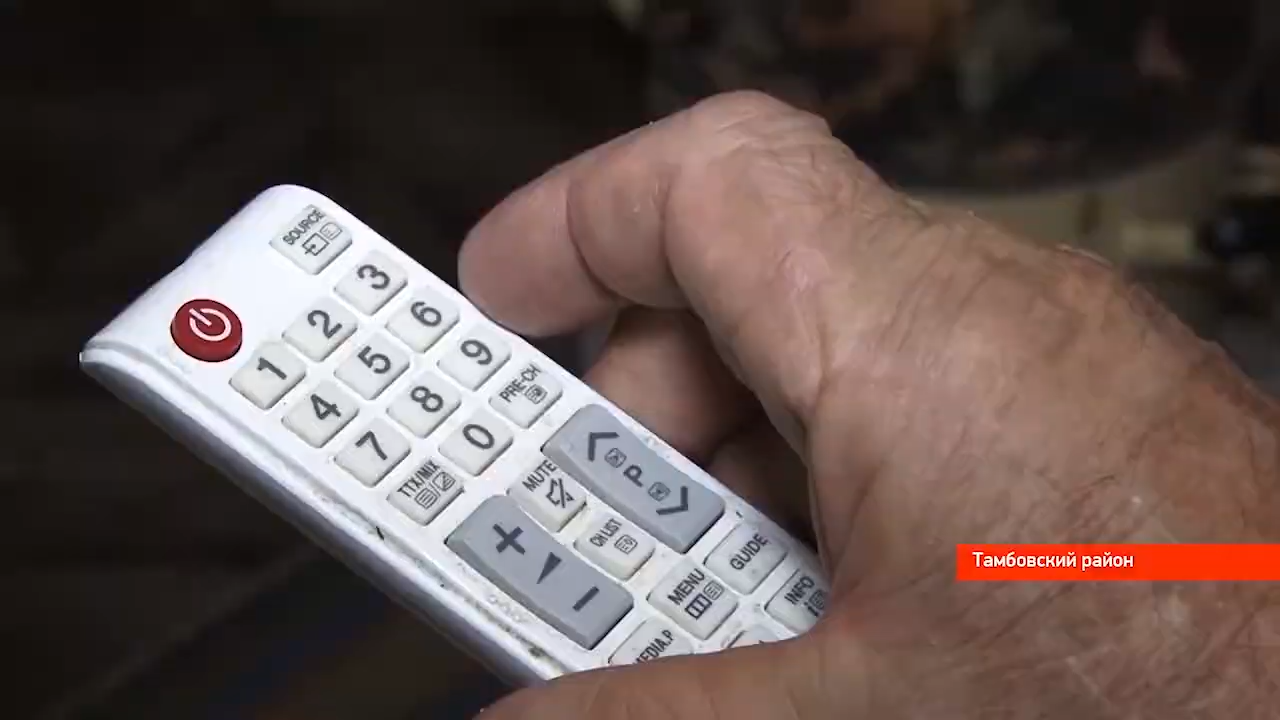 SOURCE
1 2 3
4 5 6
7 8 9
TTX/MIX 0 PRE-CH
MUTE
+ −
P
CH LIST
MENU
GUIDE
MEDIA.P
INFO
Тамбовский район